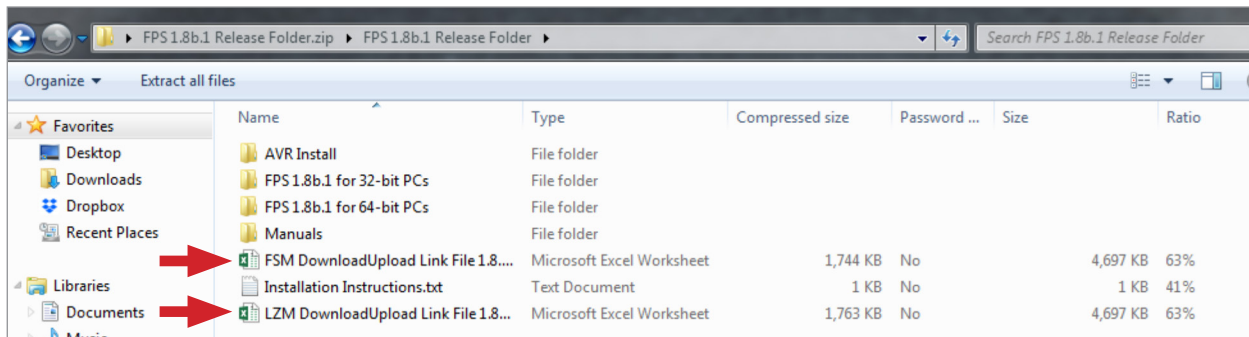 FPS 1.8b.1 Release Folder.zip FPS 1.8b.1 Release Folder Search FPS 1.8b.1 Release Folder
Organize Extract all files
Name Type Compressed size Password ... Size Ratio
Favorites
Desktop AVR Install File folder
Downloads FPS 1.8b.1 for 32-bit PCs File folder
Dropbox FPS 1.8b.1 for 64-bit PCs File folder
Recent Places Manuals File folder
FSM DownloadUpload Link File 1.8.... Microsoft Excel Worksheet 1,744 KB No 4,697 KB 63%
Libraries Installation Instructions.txt Text Document 1 KB No 1 KB 41%
Documents LZM DownloadUpload Link File 1.8... Microsoft Excel Worksheet 1,763 KB No 4,697 KB 63%